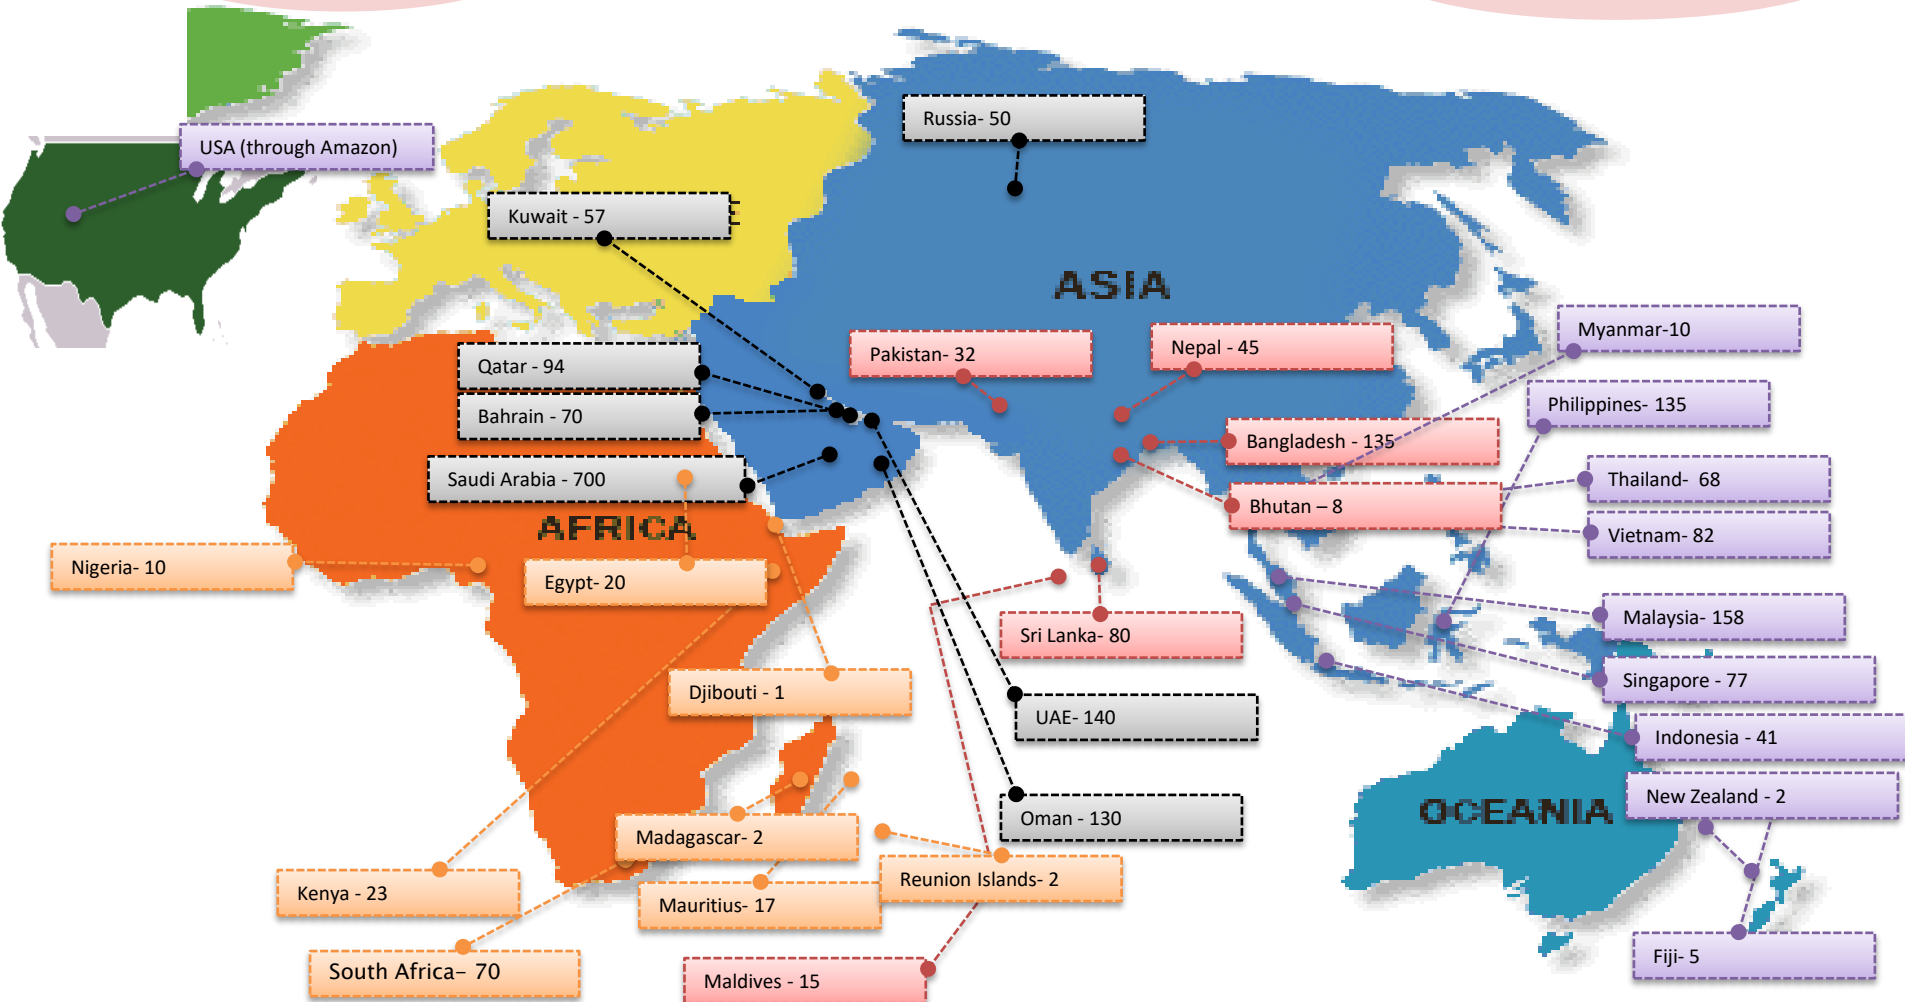 USA (through Amazon)
Russia- 50
Kuwait - 57
ASIA
Myanmar-10
Pakistan- 32
Nepal - 45
Qatar - 94
Philippines- 135
Bahrain - 70
Bangladesh - 135
Saudi Arabia - 700
Thailand-  68
Bhutan – 8
AFRICA
Vietnam- 82
Nigeria- 10
Egypt- 20
Malaysia- 158
Sri Lanka- 80
Singapore - 77
Djibouti - 1
UAE- 140
Indonesia - 41
New Zealand - 2
OCEANIA
Oman - 130
Madagascar- 2
Reunion Islands- 2
Kenya - 23
Mauritius- 17
Fiji- 5
South Africa– 70
Maldives - 15